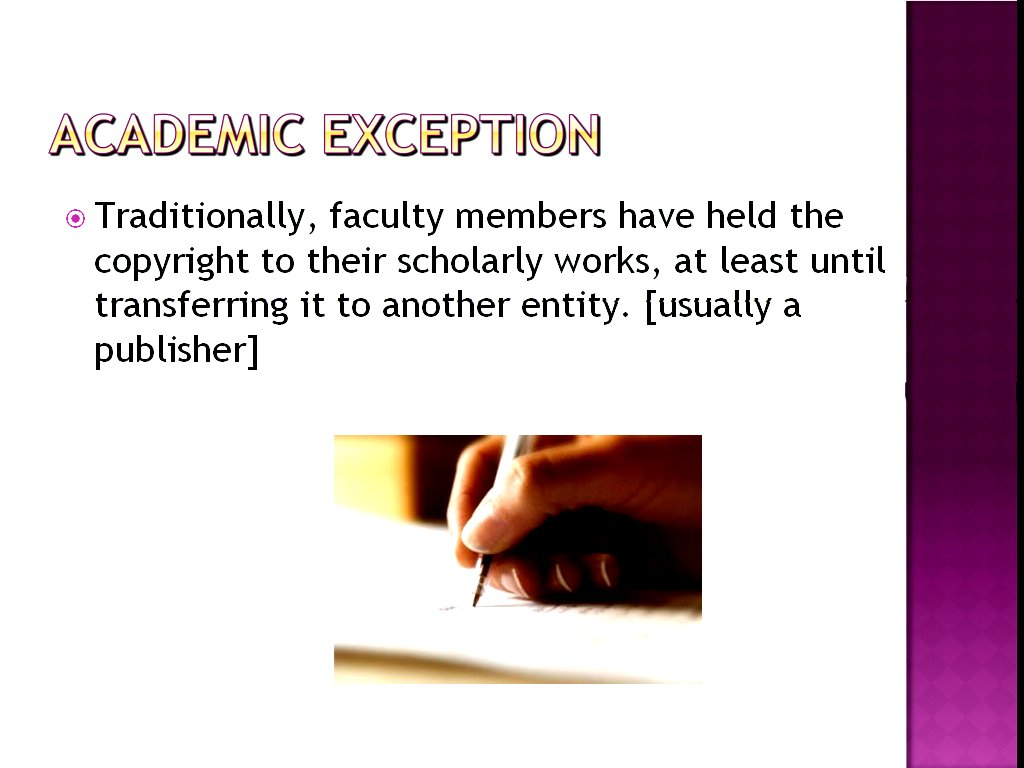 ACADEMIC EXCEPTION
Traditionally, faculty members have held the
copyright to their scholarly works, at least until
transferring it to another entity. [usually a
publisher]